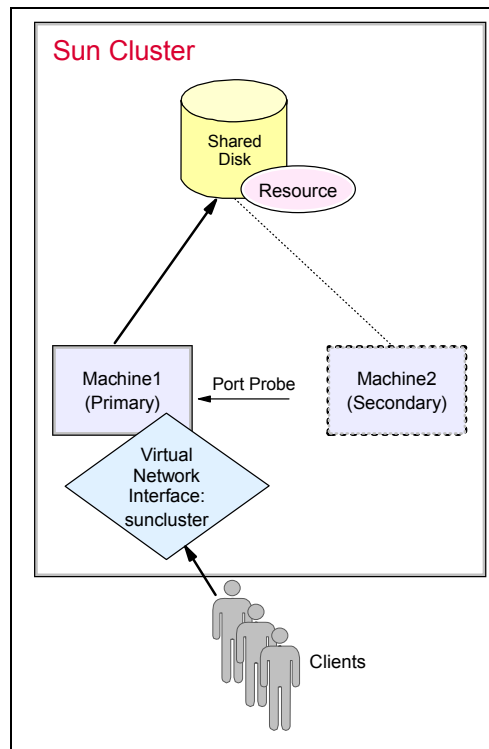 Sun Cluster
Shared
Disk
Resource
Machine1
(Primary)
Port Probe
Machine2
(Secondary)
Virtual
Network
Interface:
suncluster
Clients